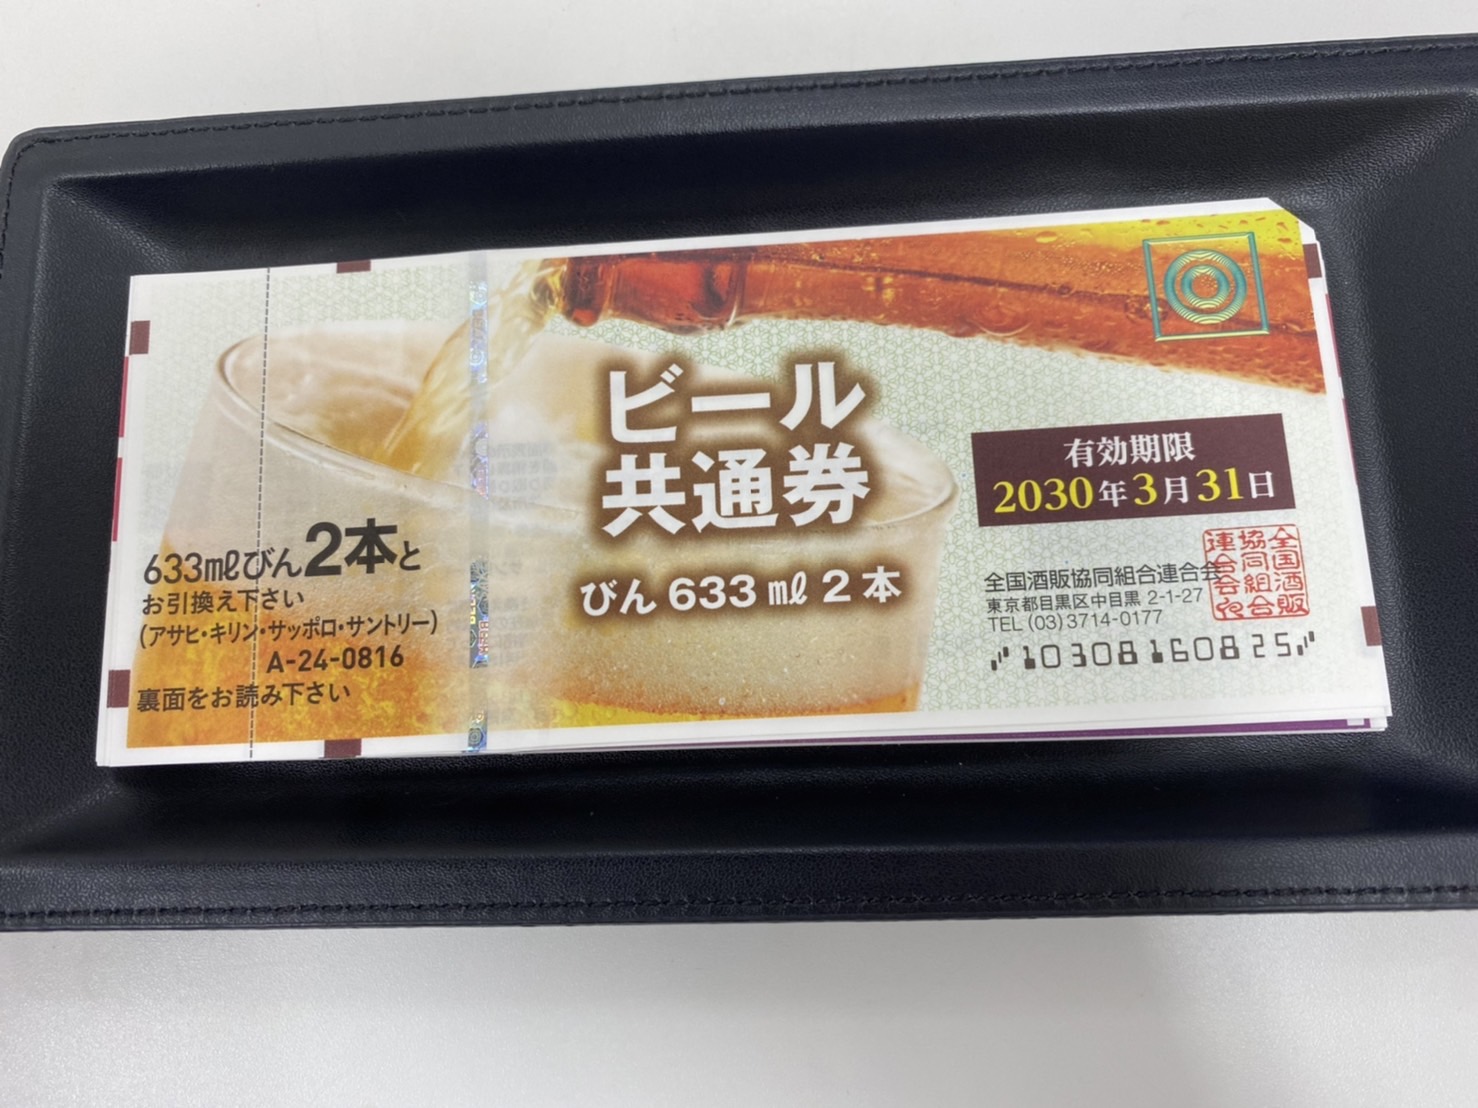 ビール
共通券
びん 633 ㎖ 2 本
有効期限
2030年3月31日
全国酒販協同組合連合会
東京都目黒区中目黒 2-1-27
TEL (03) 3714-0177
全国酒販
協同組合
連合会
10308160825
633㎖びん2本と
お引換え下さい
(アサヒ・キリン・サッポロ・サントリー)
A-24-0816
裏面をお読み下さい